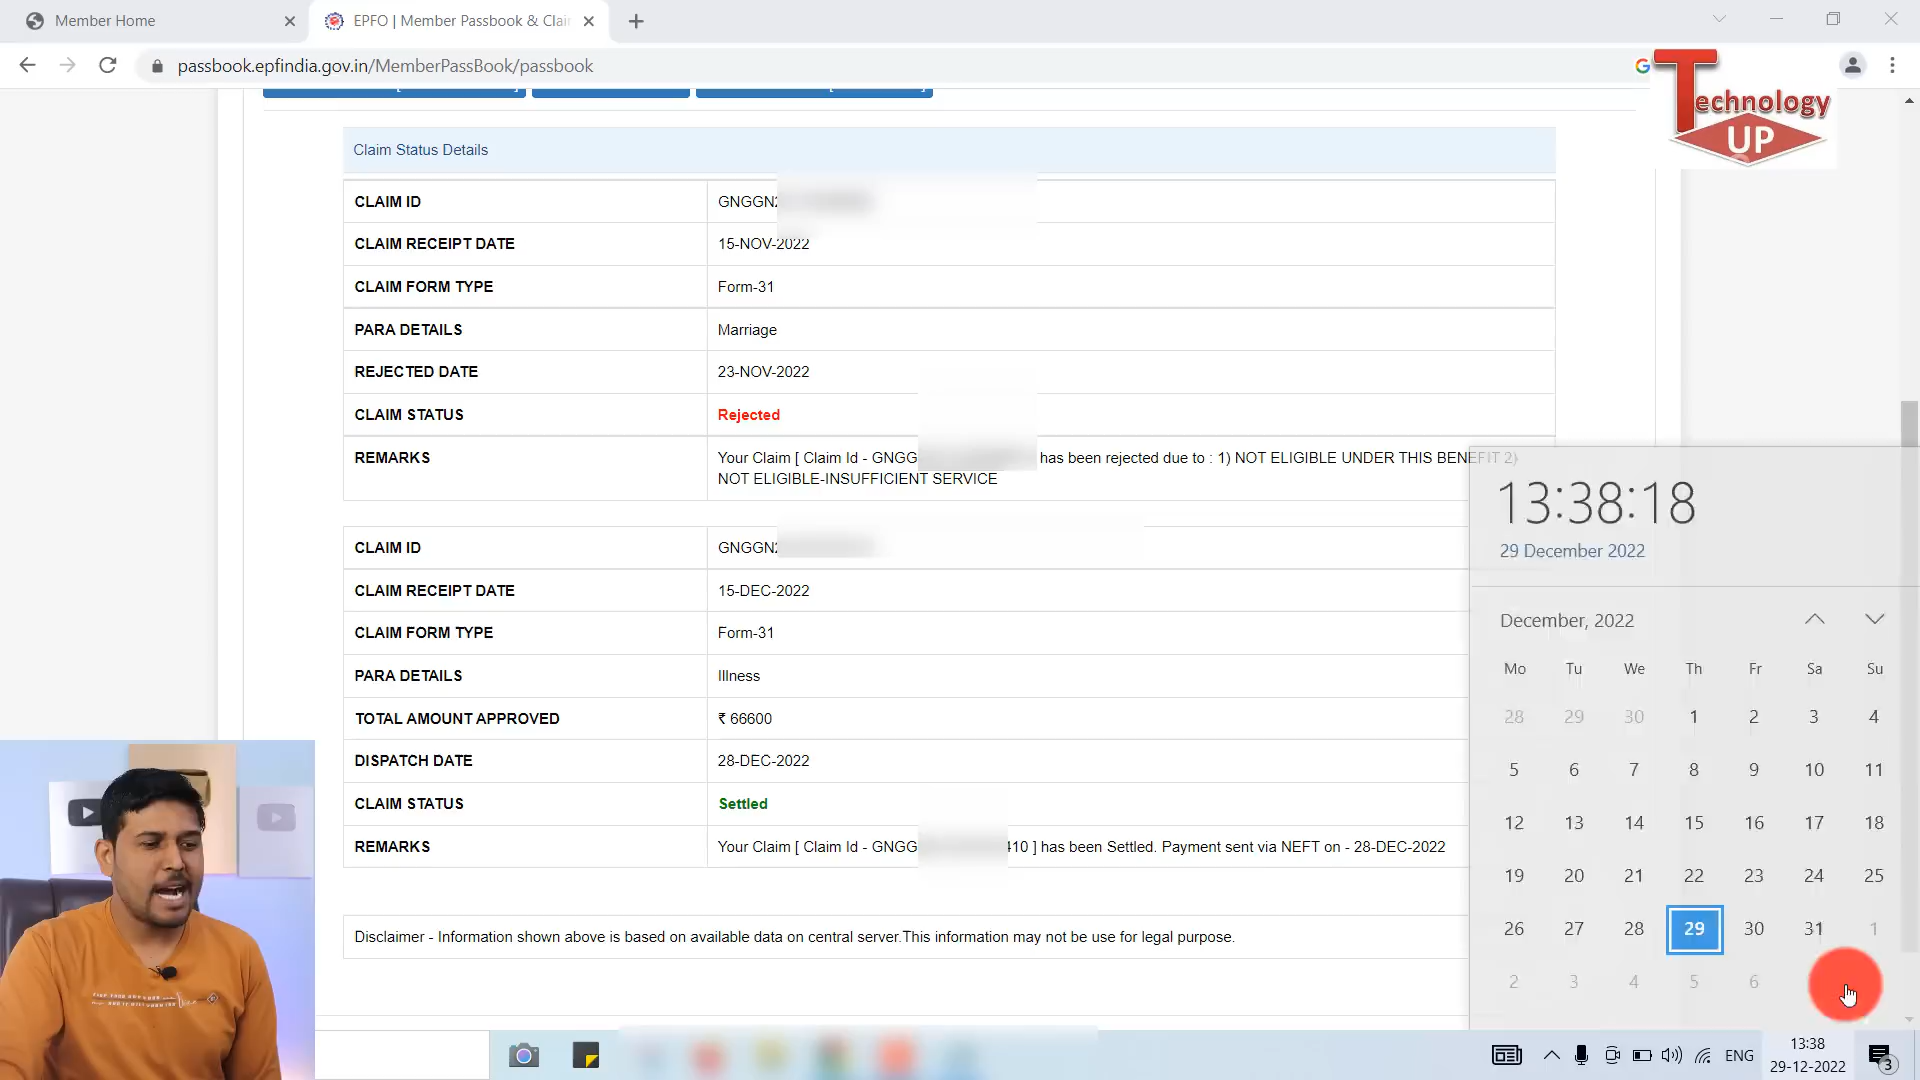 Member Home
EPFO | Member Passbook & Clai
passbook.epfindia.gov.in/MemberPassBook/passbook
Technology
UP
Claim Status Details
CLAIM ID GNGGN2
CLAIM RECEIPT DATE 15-NOV-2022
CLAIM FORM TYPE Form-31
PARA DETAILS Marriage
REJECTED DATE 23-NOV-2022
CLAIM STATUS Rejected
REMARKS Your Claim [ Claim Id - GNGG has been rejected due to : 1) NOT ELIGIBLE UNDER THIS BENEFIT 2)
NOT ELIGIBLE-INSUFFICIENT SERVICE
CLAIM ID GNGGN2
CLAIM RECEIPT DATE 15-DEC-2022
CLAIM FORM TYPE Form-31
PARA DETAILS Illness
TOTAL AMOUNT APPROVED ₹ 66600
DISPATCH DATE 28-DEC-2022
CLAIM STATUS Settled
REMARKS Your Claim [ Claim Id - GNGG 410 ] has been Settled. Payment sent via NEFT on - 28-DEC-2022
Disclaimer - Information shown above is based on available data on central server.This information may not be use for legal purpose.
13:38:18
29 December 2022
December, 2022
Mo Tu We Th Fr Sa Su
28 29 30 1 2 3 4
5 6 7 8 9 10 11
12 13 14 15 16 17 18
19 20 21 22 23 24 25
26 27 28 29 30 31 1
2 3 4 5 6
ENG
13:38
29-12-2022
3